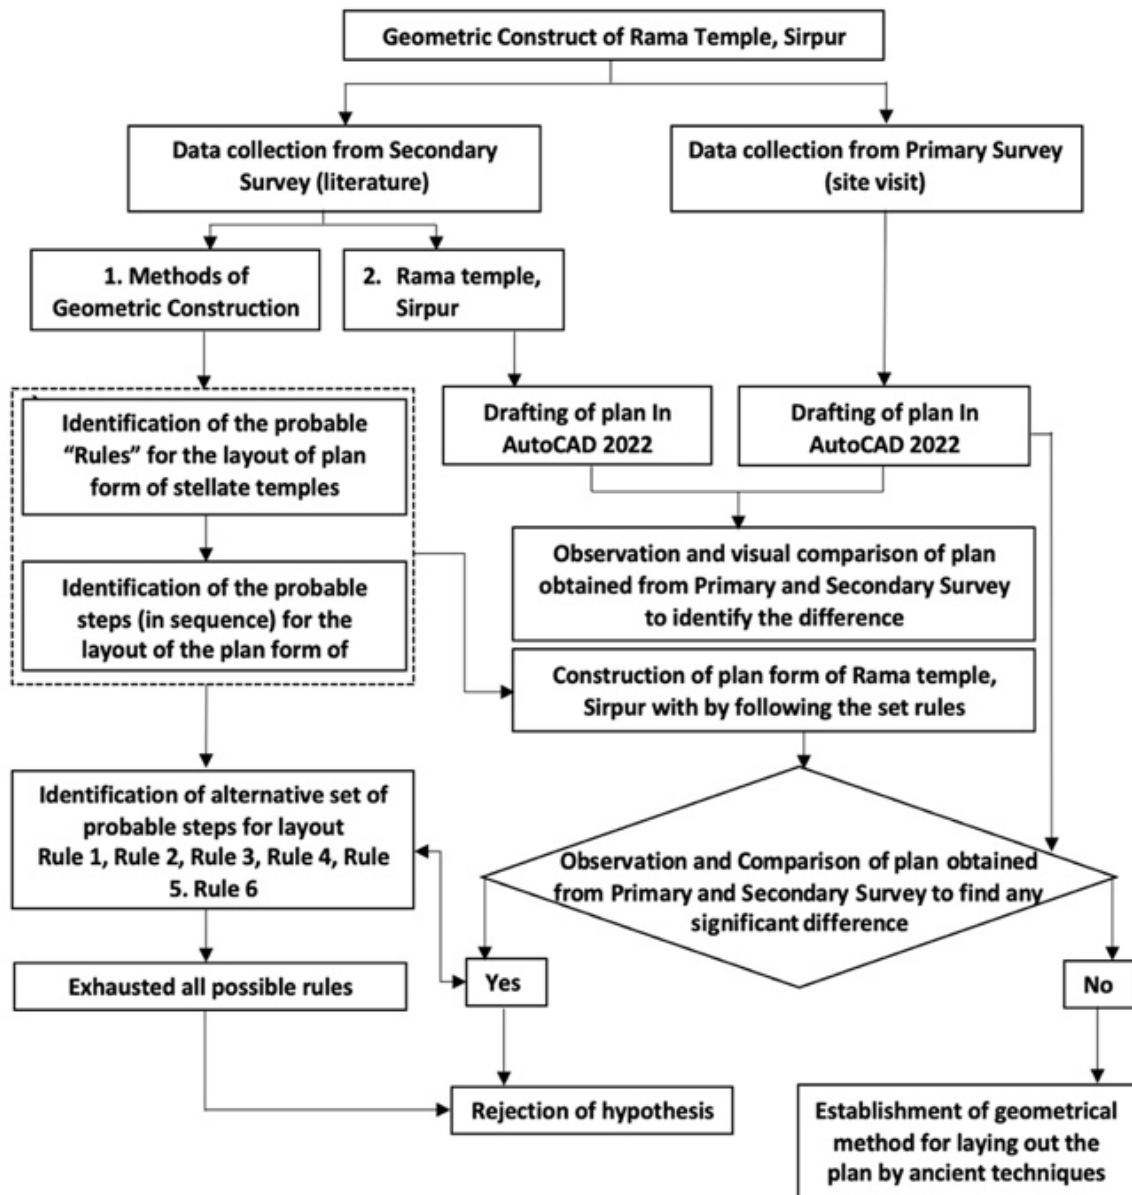 Geometric Construct of Rama Temple, Sirpur
Data collection from Secondary
Survey (literature)
Data collection from Primary Survey
(site visit)
1. Methods of
Geometric Construction
2. Rama temple,
Sirpur
Identification of the probable
“Rules” for the layout of plan
form of stellate temples
Identification of the probable
steps (in sequence) for the
layout of the plan form of
Drafting of plan In
AutoCAD 2022
Drafting of plan In
AutoCAD 2022
Observation and visual comparison of plan
obtained from Primary and Secondary Survey
to identify the difference
Construction of plan form of Rama temple,
Sirpur with by following the set rules
Identification of alternative set of
probable steps for layout
Rule 1, Rule 2, Rule 3, Rule 4, Rule
5. Rule 6
Observation and Comparison of plan obtained
from Primary and Secondary Survey to find any
significant difference
Exhausted all possible rules
Yes
No
Rejection of hypothesis
Establishment of geometrical
method for laying out the
plan by ancient techniques